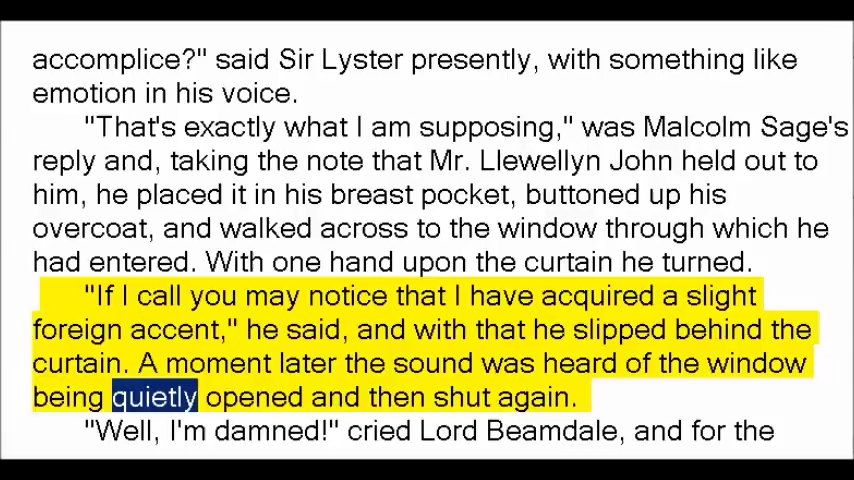 accomplice?" said Sir Lyster presently, with something like
emotion in his voice.
"That's exactly what I am supposing," was Malcolm Sage's
reply and, taking the note that Mr. Llewellyn John held out to
him, he placed it in his breast pocket, buttoned up his
overcoat, and walked across to the window through which he
had entered. With one hand upon the curtain he turned.
"If I call you may notice that I have acquired a slight
foreign accent," he said, and with that he slipped behind the
curtain. A moment later the sound was heard of the window
being quietly opened and then shut again.
"Well, I'm damned!" cried Lord Beamdale, and for the